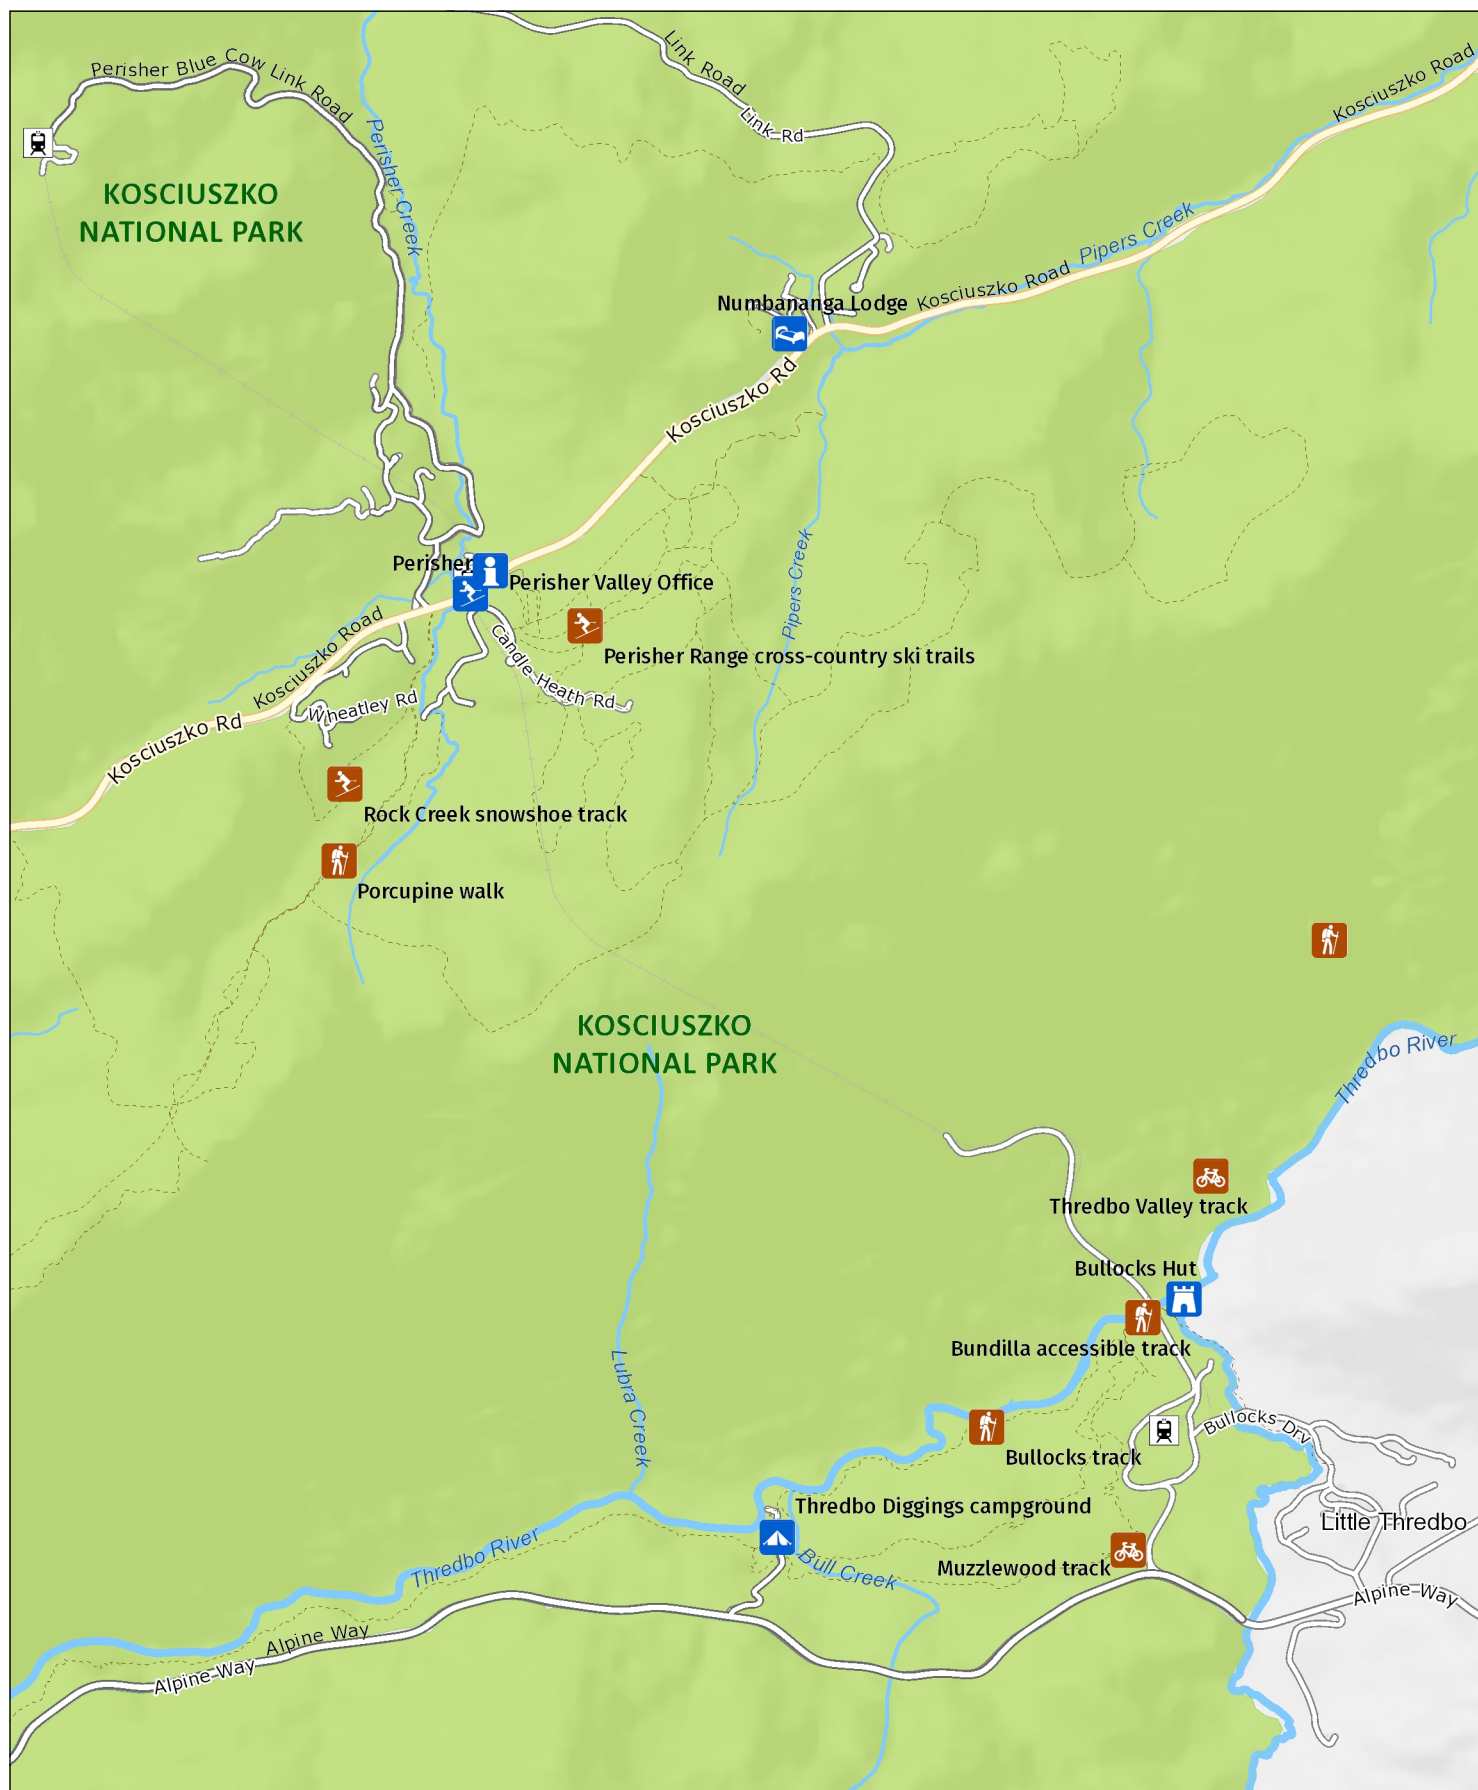 Perisher Blue Cow Link Road
Link Road
Link Rd
Kosciuszko Road
Perisher Creek
KOSCIUSZKO
NATIONAL PARK
Pipers Creek
Kosciuszko Road
Numbananga Lodge
Kosciuszko Rd
Pipers Creek
Perisher
Perisher Valley Office
Kosciuszko Road
Candle Heath Rd
Perisher Range cross-country ski trails
Wheatley Rd
Kosciuszko Rd
Rock Creek snowshoe track
Porcupine walk
KOSCIUSZKO
NATIONAL PARK
Thredbo River
Thredbo Valley track
Bullocks Hut
Bundilla accessible track
Lubra Creek
Bullocks Drv
Bullocks track
Thredbo Diggings campground
Little Thredbo
Thredbo River
Bull Creek
Muzzlewood track
Alpine Way
Alpine Way
Alpine Way